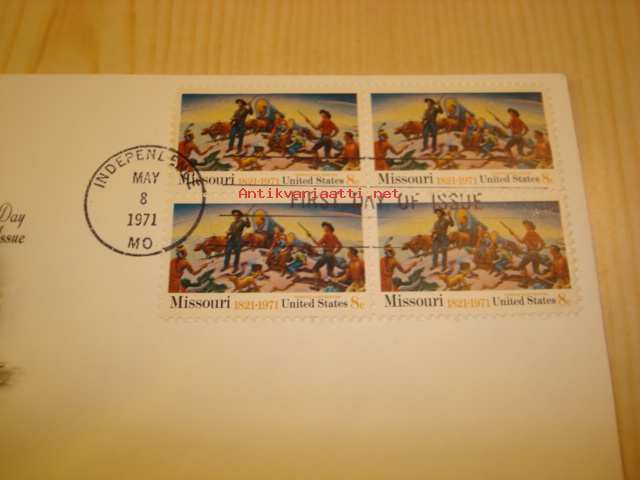 INDEPENDENCE
MAY
8
1971
MO
Day
Issue
Missouri 1821-1971 United States 8c
Missouri 1821-1971 United States 8c
Antikvariaatti.net
FIRST DAY OF ISSUE
Missouri 1821-1971 United States 8c
Missouri 1821-1971 United States 8c